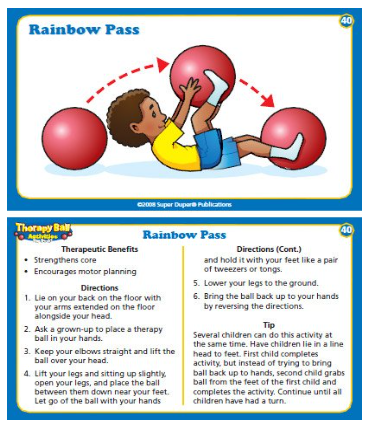 40
Rainbow Pass
©2008 Super Duper® Publications
Therapy Ball
Activities
Rainbow Pass
40
Therapeutic Benefits
• Strengthens core
• Encourages motor planning
Directions
1. Lie on your back on the floor with
your arms extended on the floor
alongside your head.
2. Ask a grown-up to place a therapy
ball in your hands.
3. Keep your elbows straight and lift the
ball over your head.
4. Lift your legs and sitting up slightly,
open your legs, and place the ball
between them down near your feet.
Let go of the ball with your hands
Directions (Cont.)
and hold it with your feet like a pair
of tweezers or tongs.
5. Lower your legs to the ground.
6. Bring the ball back up to your hands
by reversing the directions.
Tip
Several children can do this activity at
the same time. Have children lie in a line
head to feet. First child completes
activity, but instead of trying to bring
ball back up to hands, second child grabs
ball from the feet of the first child and
completes the activity. Continue until all
children have had a turn.